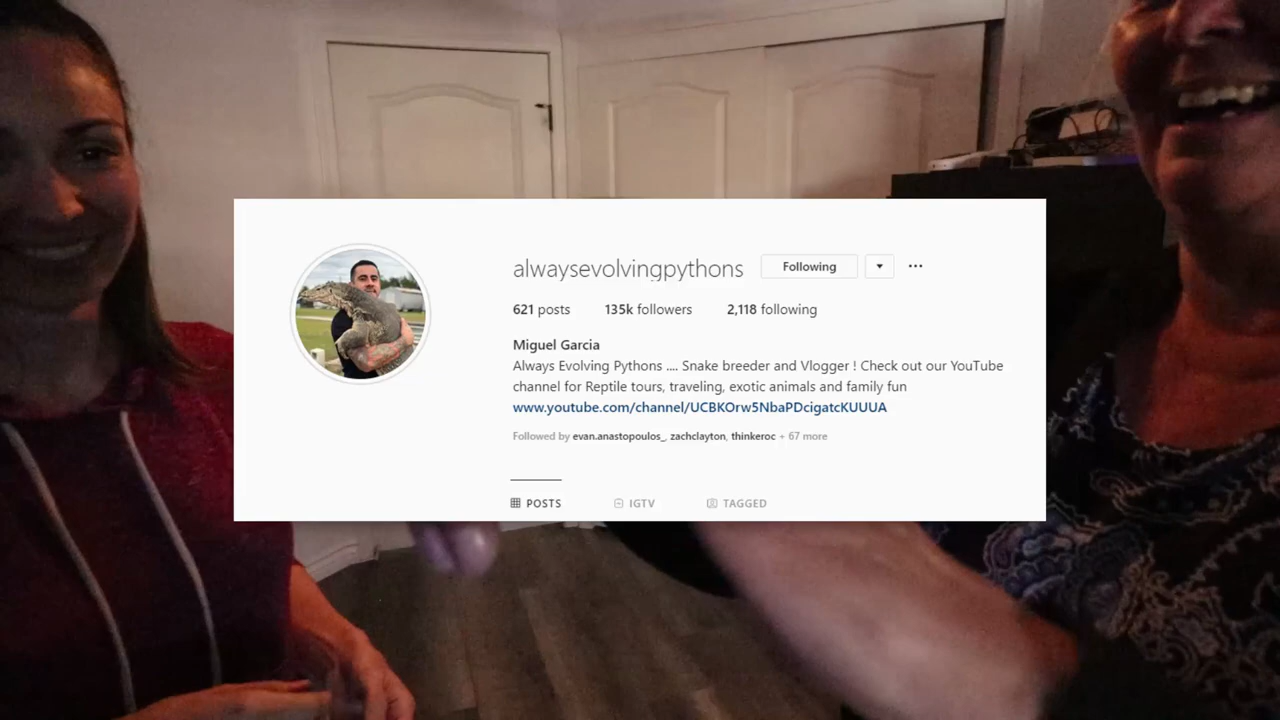 alwaysevolvingpythons Following
621 posts 135k followers 2,118 following
Miguel Garcia
Always Evolving Pythons .... Snake breeder and Vlogger ! Check out our YouTube
channel for Reptile tours, traveling, exotic animals and family fun
www.youtube.com/channel/UCBKOrw5NbaPDcigatcKUUUA
Followed by evan.anastopoulos_, zachclayton, thinkeroc + 67 more
POSTS IGTV TAGGED